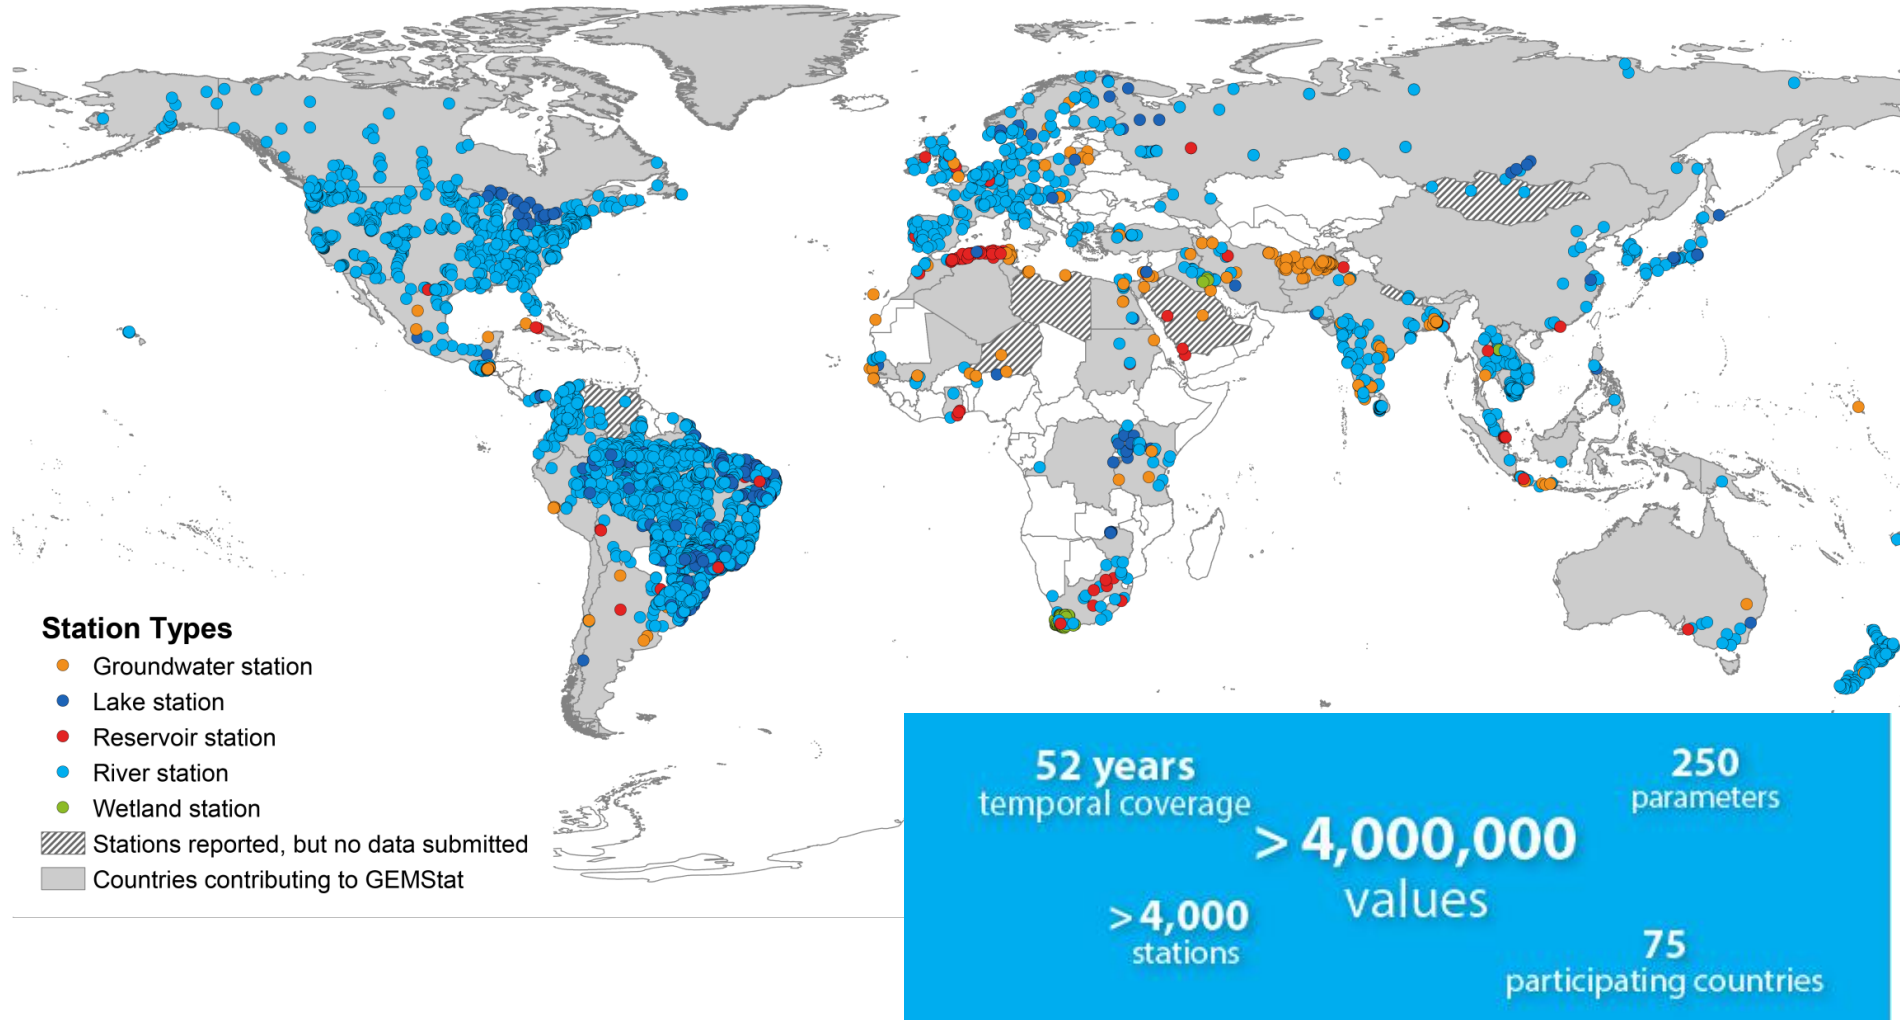 Station Types
Groundwater station
Lake station
Reservoir station
River station
Wetland station
Stations reported, but no data submitted
Countries contributing to GEMStat
52 years
temporal coverage
250
parameters
> 4,000,000
values
> 4,000
stations
75
participating countries